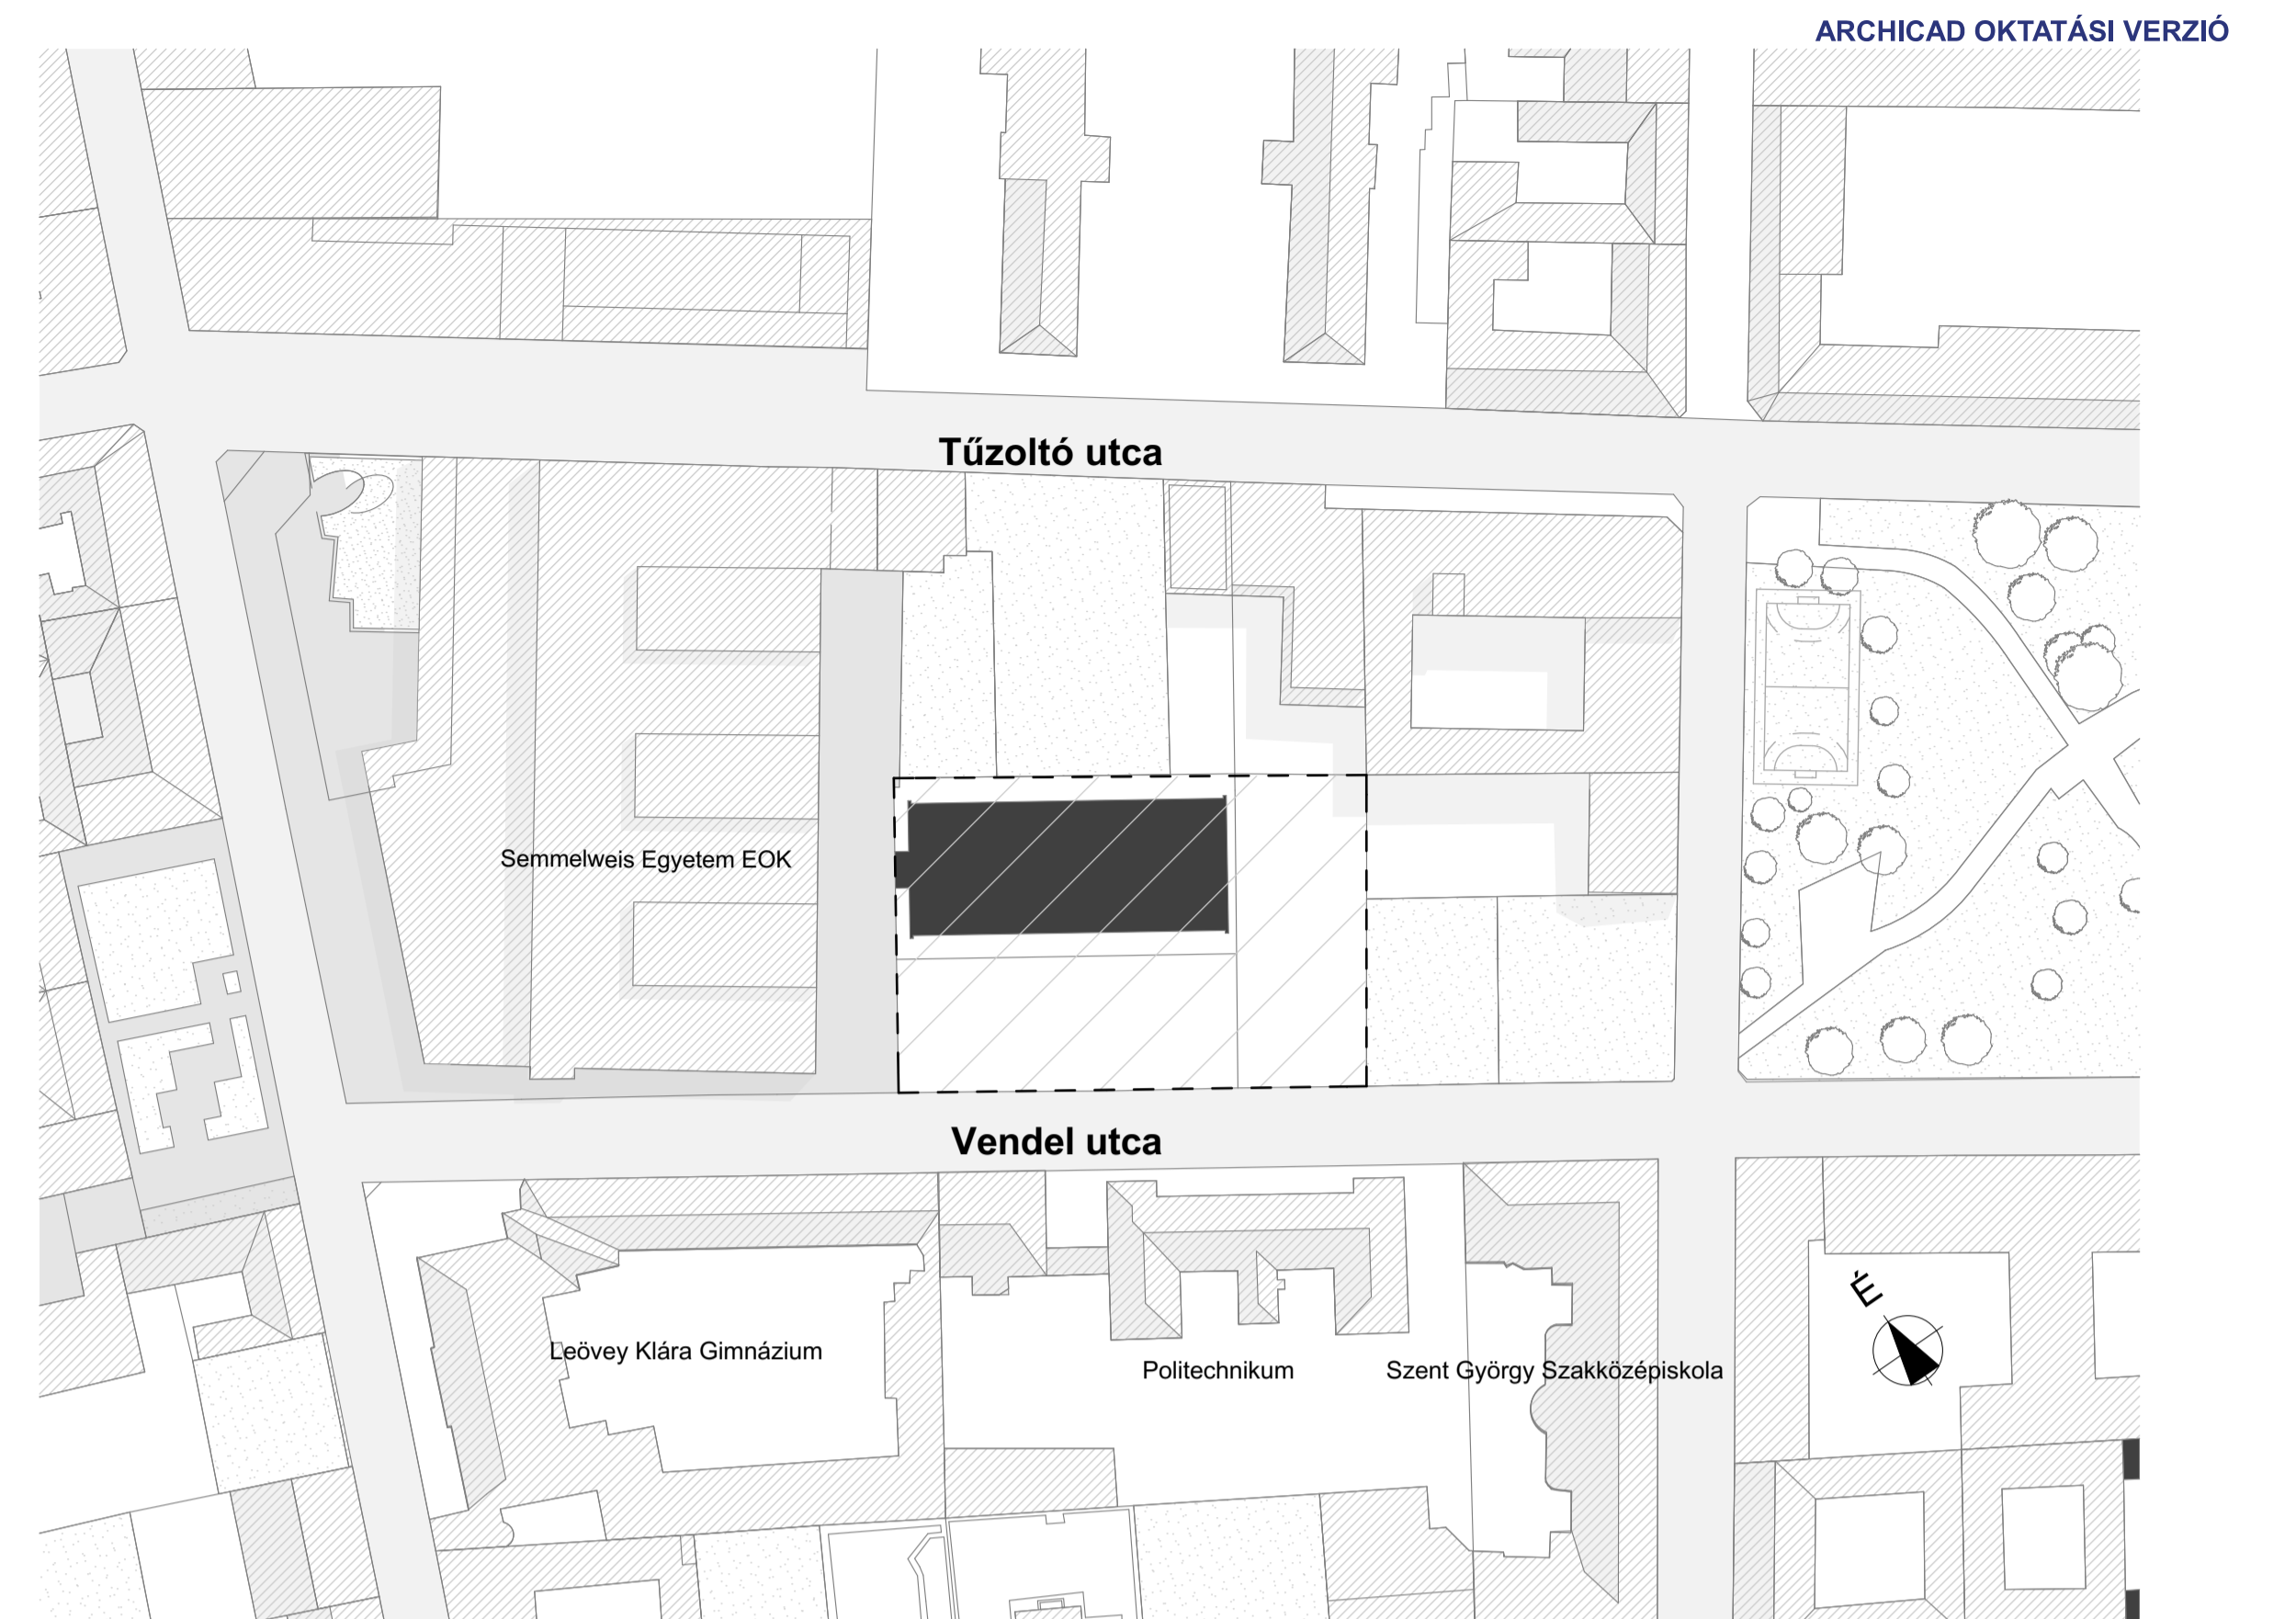 ARCHICAD OKTATÁSI VERZIÓ
Tűzoltó utca
Semmelweis Egyetem EOK
Vendel utca
É
Leövey Klára Gimnázium
Politechnikum
Szent György Szakközépiskola